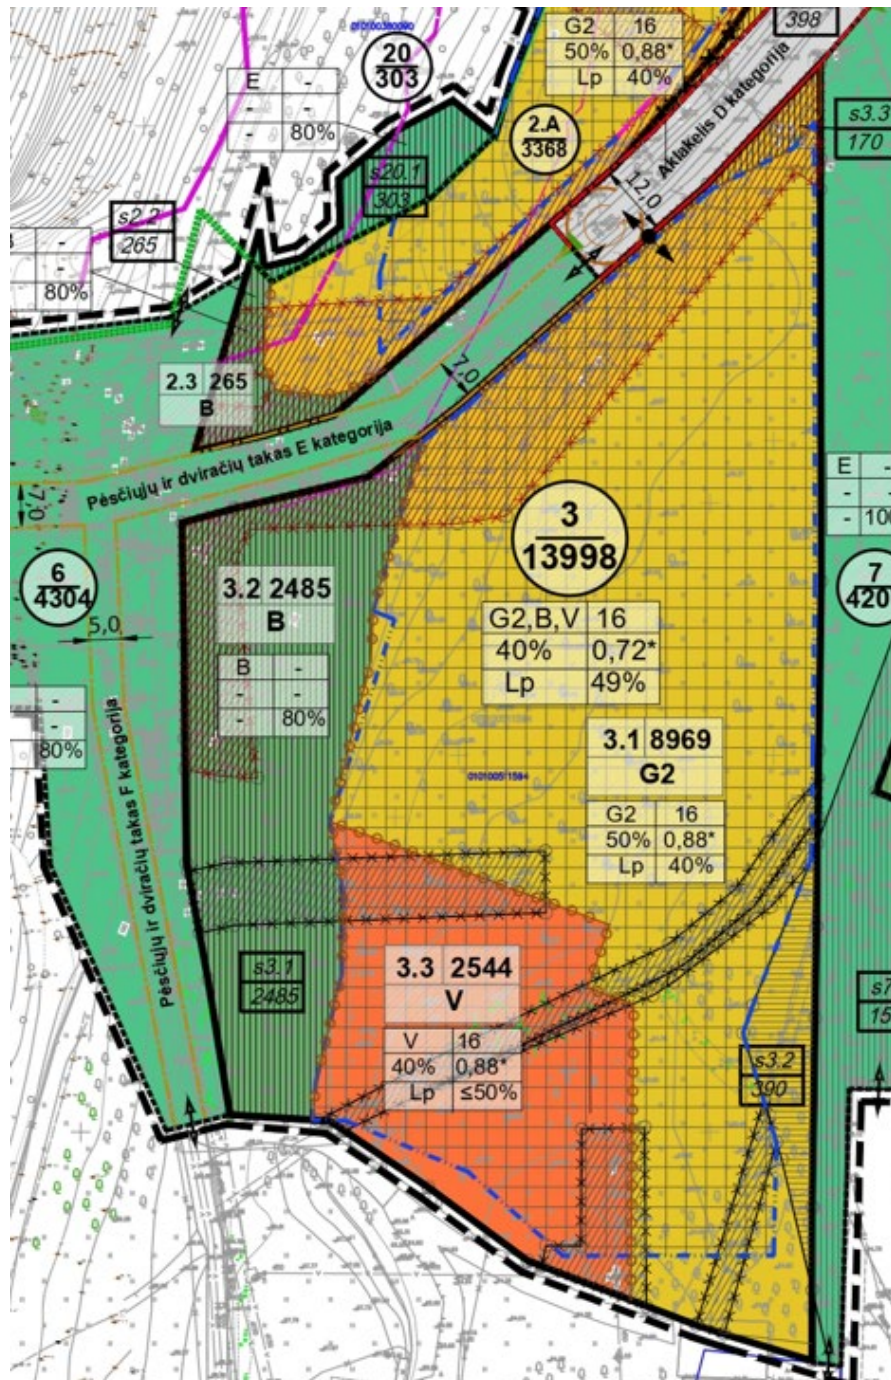 G2 16
50% 0,88*
Lp 40%
398
010100380090
20
303
E -
- -
- 80%
2.A
3368
Aklakelis D kategorija
s3.3
170
s20.1
303
12,0
s2.2
265
-
-
80%
7,0
2.3 265
B
Pėsčiųjų ir dviračių takas E kategorija
7,0
E -
- -
3
13998
6
4304
3.2 2485
B
7
G2,B,V 16
40% 0,72*
Lp 49%
5,0
B -
- -
- 80%
-
-
80%
3.1 8969
G2
010100511584
G2 16
50% 0,88*
Lp 40%
Pėsčiųjų ir dviračių takas F kategorija
s3.1
2485
3.3 2544
V
V 16
40% 0,88*
Lp ≤50%
s3.2
390